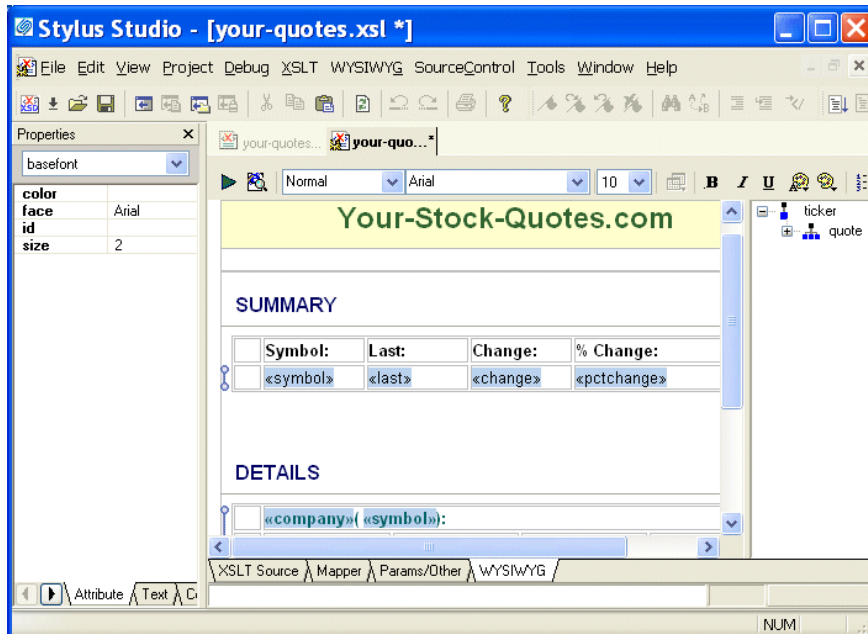 Stylus Studio - [your-quotes.xsl *]
File Edit View Project Debug XSLT WYSIWYG SourceControl Tools Window Help
Properties
your-quotes... your-quo...*
basefont
Normal Arial 10 B I U
color
face Arial
id
size 2
Your-Stock-Quotes.com
ticker
quote
SUMMARY
Symbol: Last: Change: % Change:
«symbol» «last» «change» «pctchange»
DETAILS
«company»( «symbol»):
XSLT Source Mapper Params/Other WYSIWYG
Attribute Text
NUM